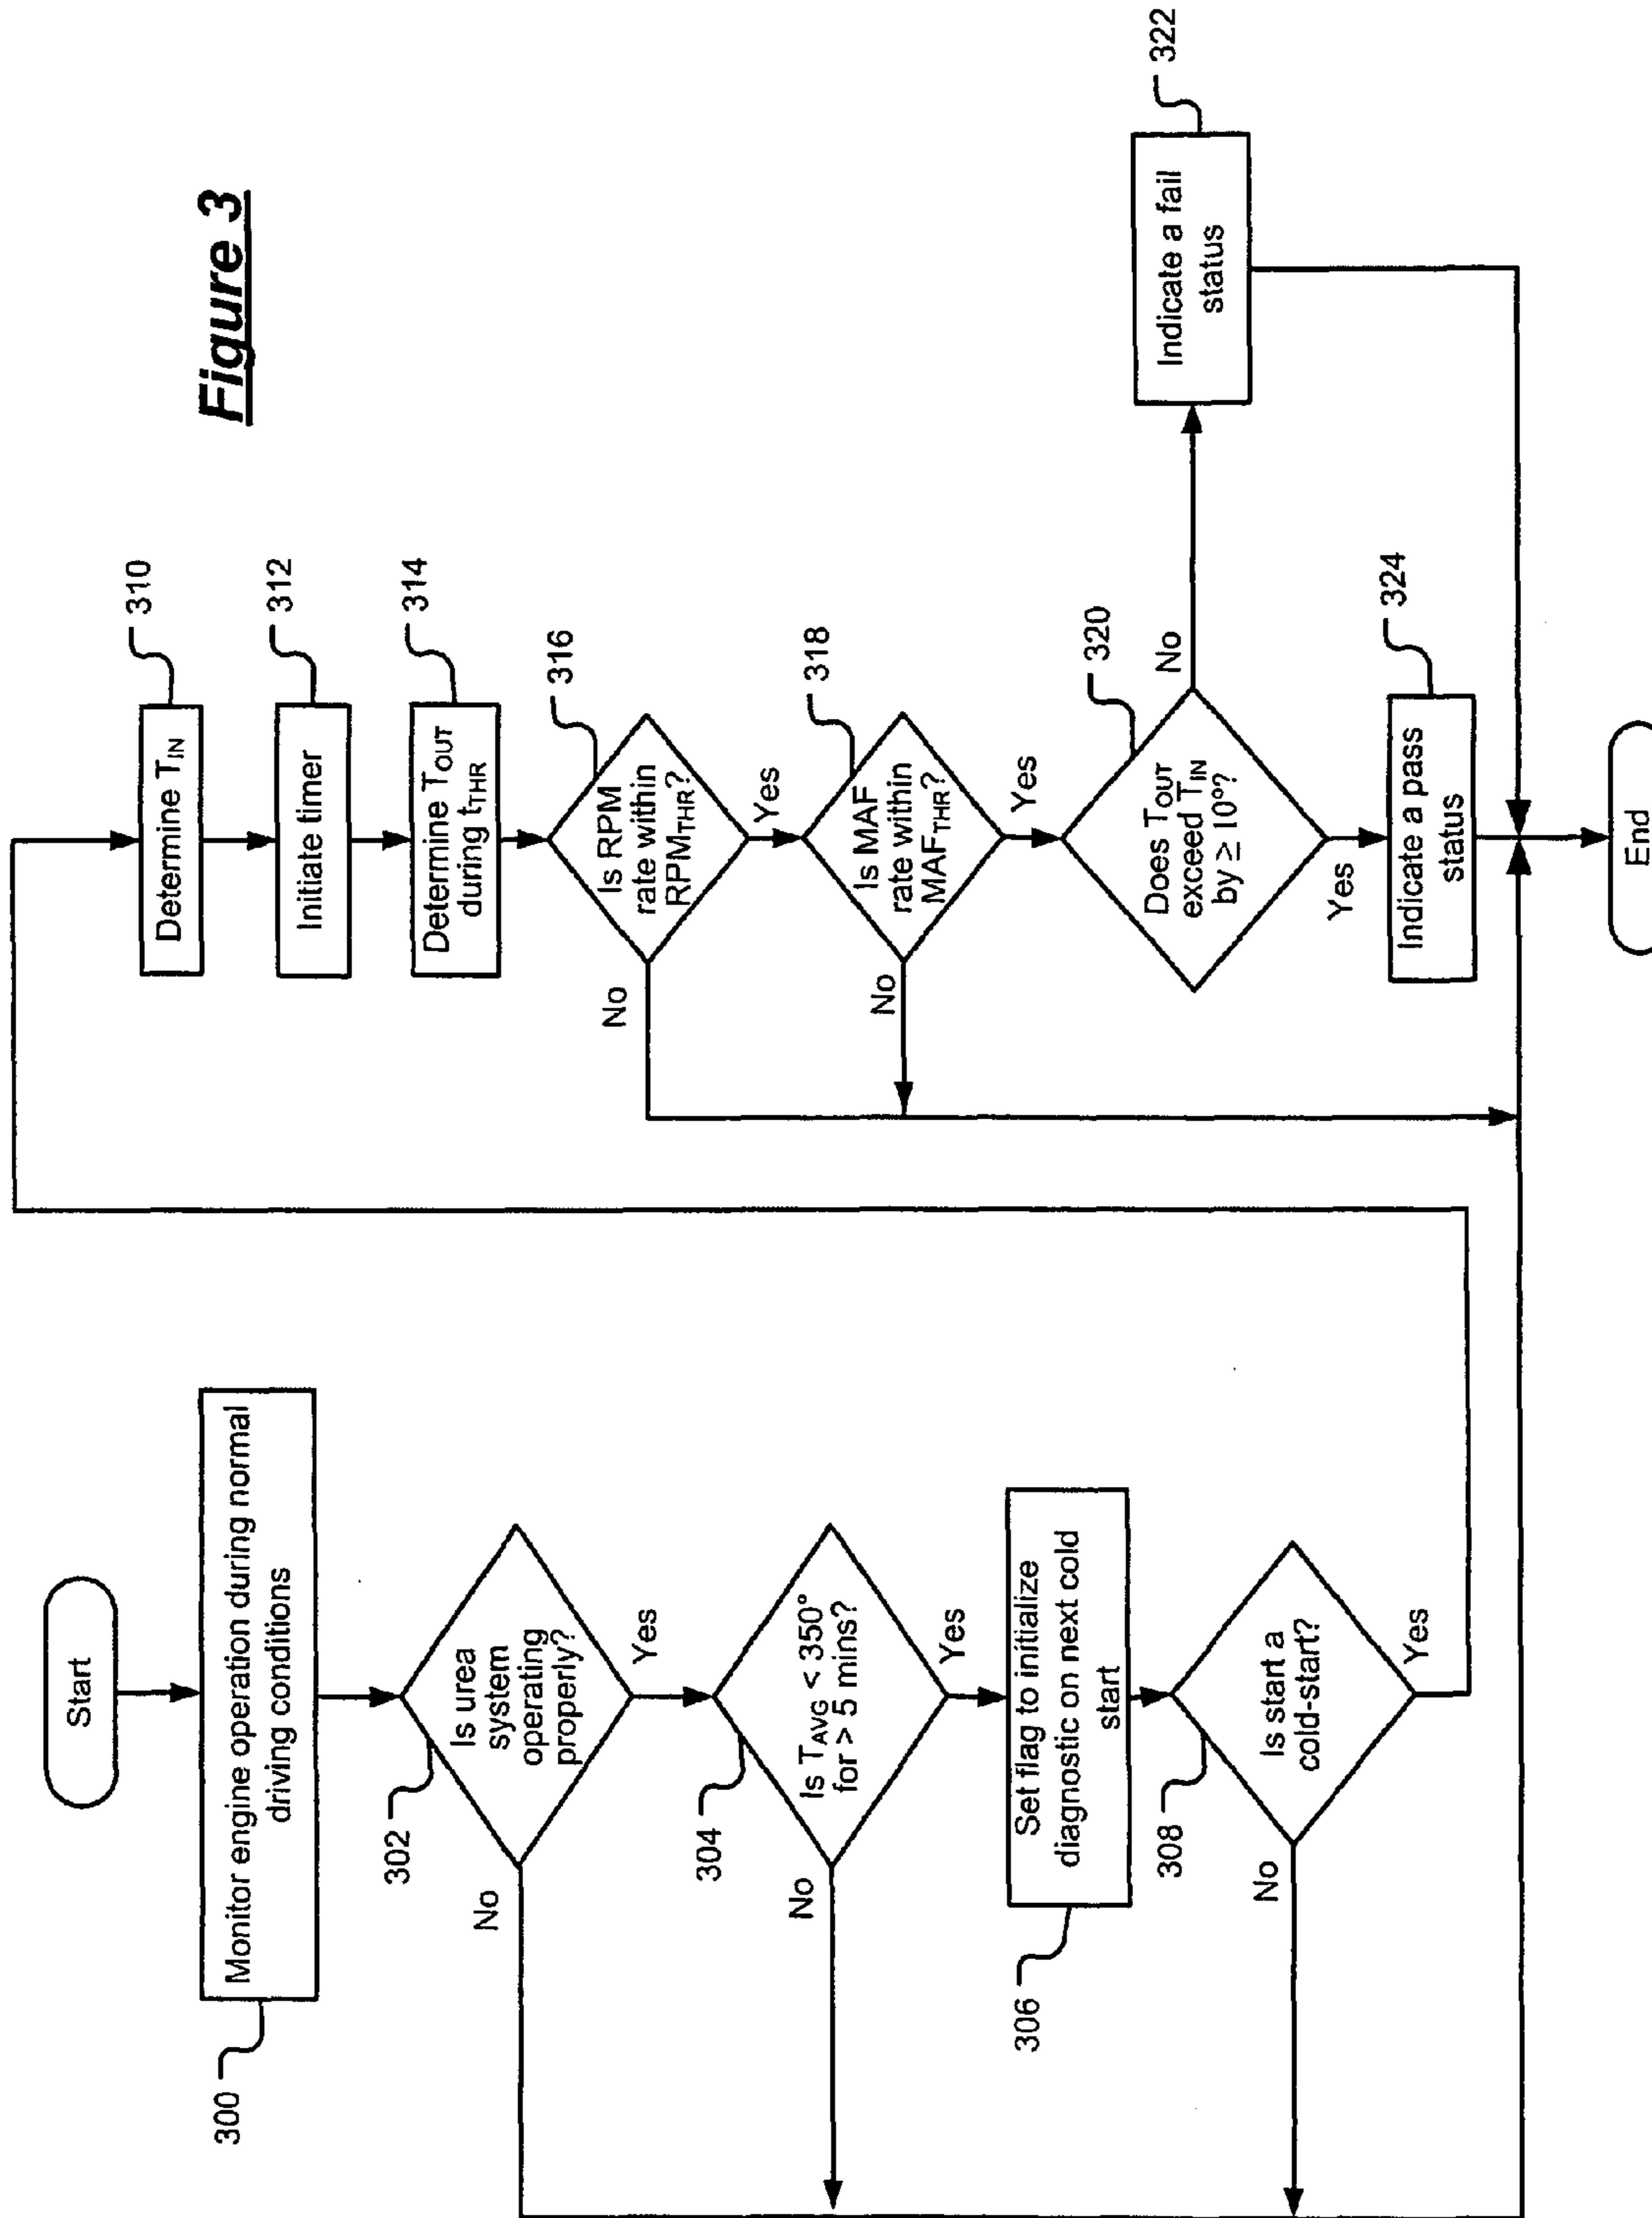 Figure 3
Start
Monitor engine operation during normal
driving conditions
300
Is urea
system
operating
properly?
302
No
Yes
Is TAVG < 350°
for > 5 mins?
304
No
Yes
Set flag to initialize
diagnostic on next cold
start
306
Is start a
cold-start?
308
No
Yes
Determine TIN
310
Initiate timer
312
Determine TOUT
during tTHR
314
Is RPM
rate within
RPMTHR?
316
No
Yes
Is MAF
rate within
MAFTHR?
318
No
Yes
Does TOUT
exceed TIN
by ≥ 10°?
320
No
Yes
Indicate a fail
status
322
Indicate a pass
status
324
End